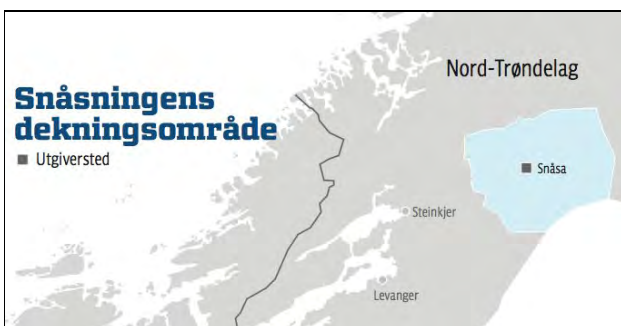 Snåsningens
dekningsområde
Utgiversted
Nord-Trøndelag
Snåsa
Steinkjer
Levanger